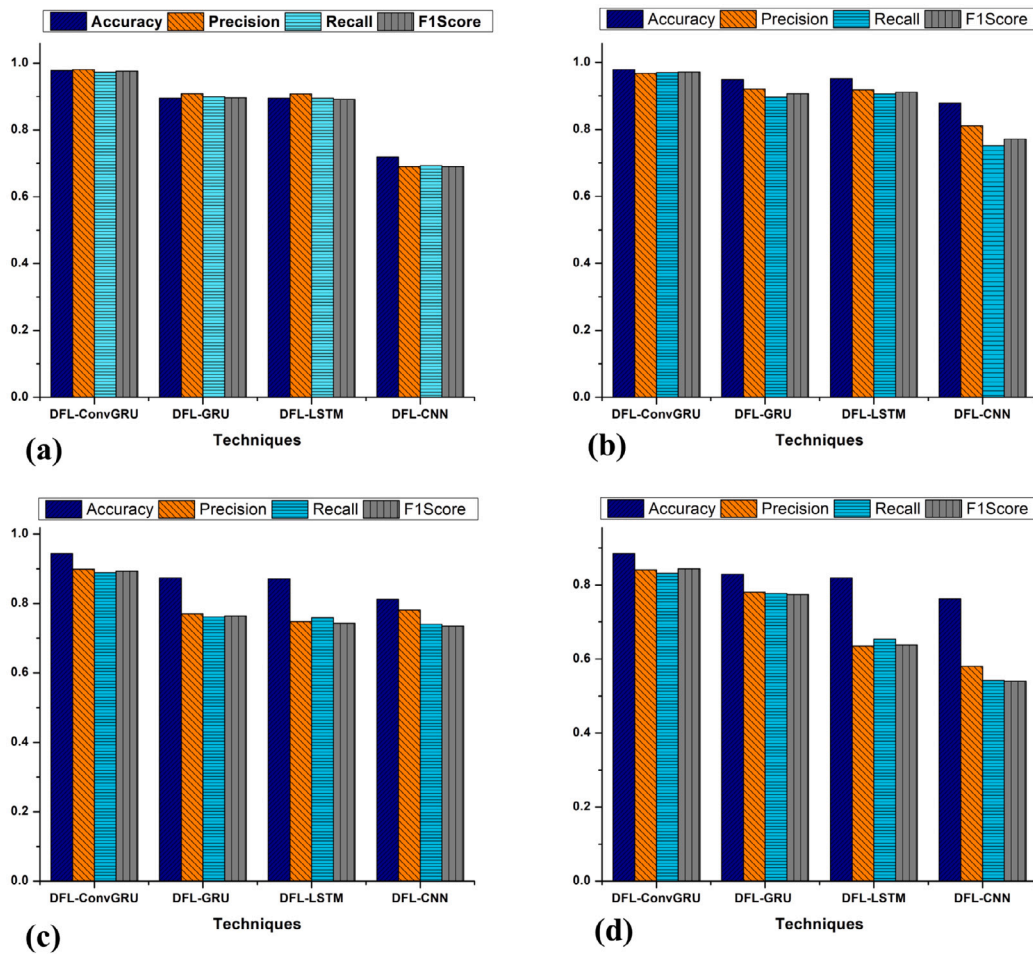 Accuracy Precision Recall F1Score
1.0
0.8
0.6
0.4
0.2
0.0
DFL-ConvGRU DFL-GRU DFL-LSTM DFL-CNN
Techniques
(a)
Accuracy Precision Recall F1Score
1.0
0.8
0.6
0.4
0.2
0.0
DFL-ConvGRU DFL-GRU DFL-LSTM DFL-CNN
Techniques
(b)
Accuracy Precision Recall F1Score
1.0
0.8
0.6
0.4
0.2
0.0
DFL-ConvGRU DFL-GRU DFL-LSTM DFL-CNN
Techniques
(c)
Accuracy Precision Recall F1Score
0.8
0.6
0.4
0.2
0.0
DFL-ConvGRU DFL-GRU DFL-LSTM DFL-CNN
Techniques
(d)